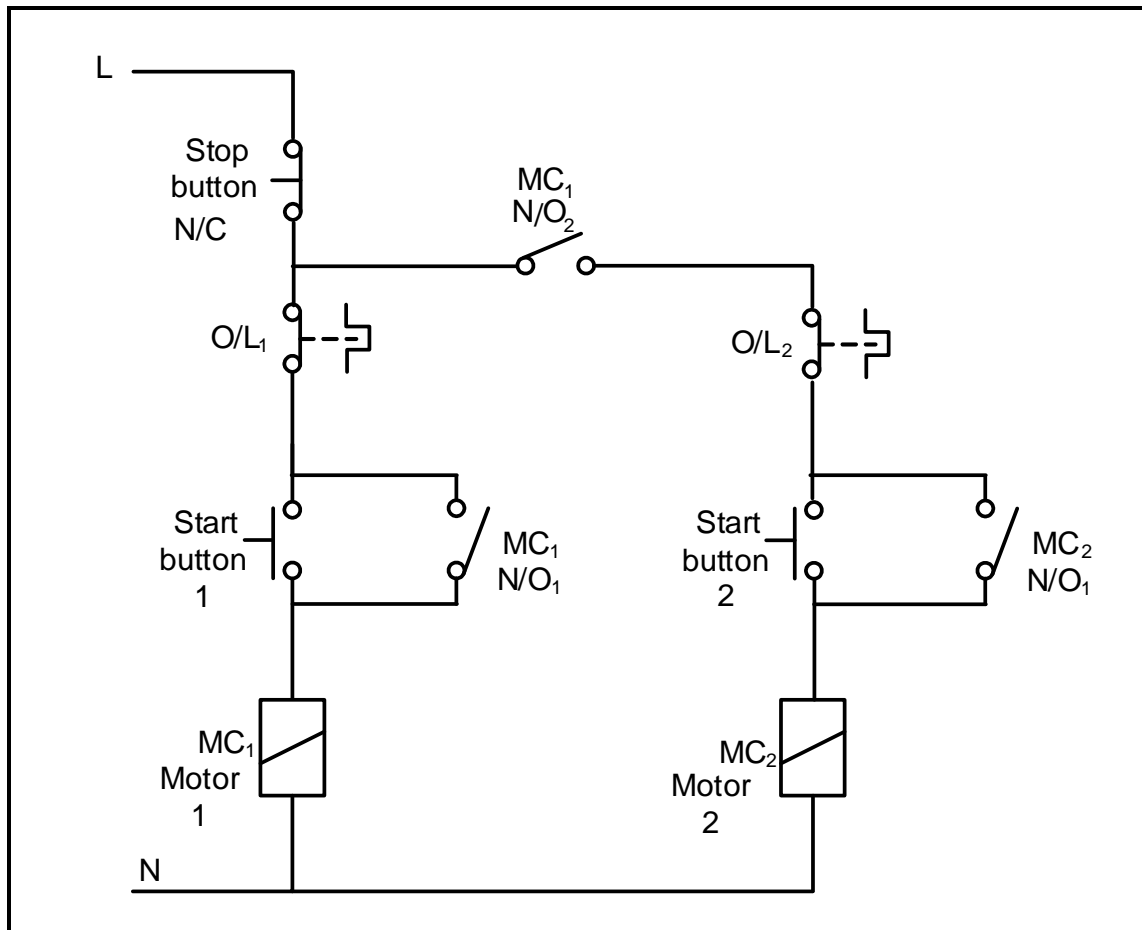 L
Stop
button
N/C
MC₁
N/O₂
O/L₁
O/L₂
Start
button
1
MC₁
N/O₁
Start
button
2
MC₂
N/O₁
MC₁
Motor
1
MC₂
Motor
2
N